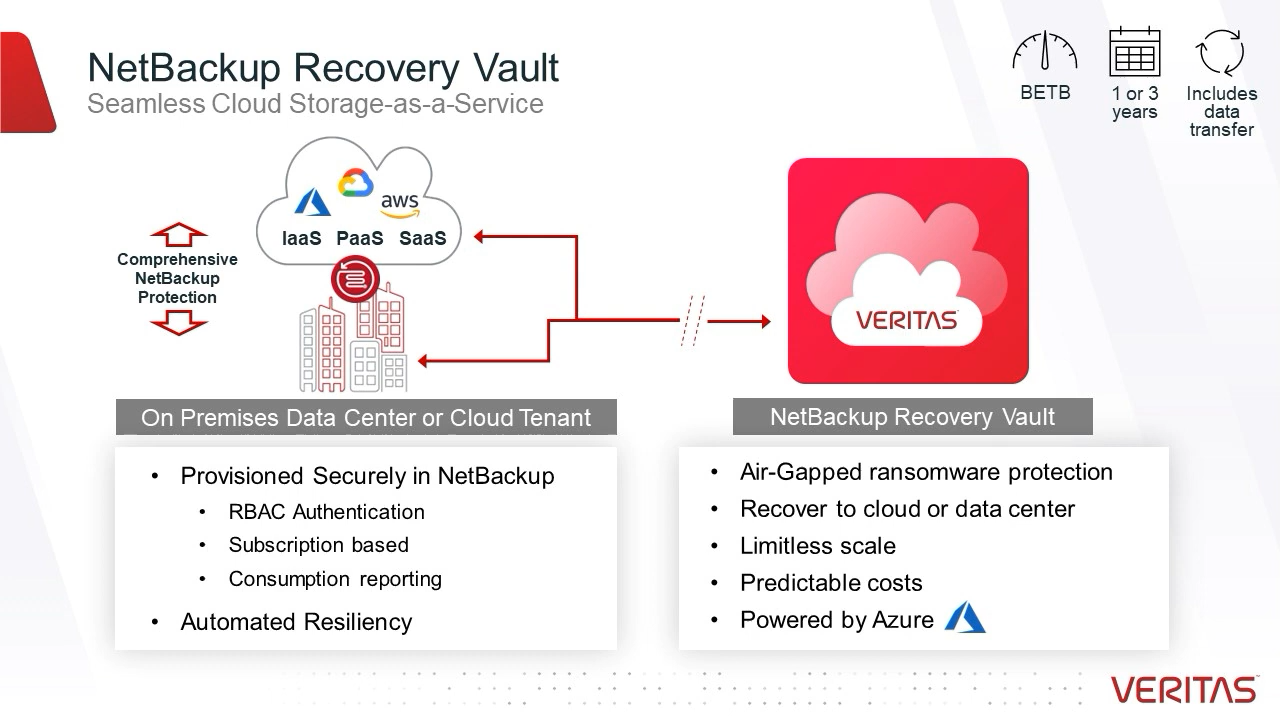 NetBackup Recovery Vault
Seamless Cloud Storage-as-a-Service
BETB
1 or 3
years
Includes
data
transfer
aws
IaaS PaaS SaaS
Comprehensive
NetBackup
Protection
VERITAS
On Premises Data Center or Cloud Tenant
• Provisioned Securely in NetBackup
• RBAC Authentication
• Subscription based
• Consumption reporting
• Automated Resiliency
NetBackup Recovery Vault
• Air-Gapped ransomware protection
• Recover to cloud or data center
• Limitless scale
• Predictable costs
• Powered by Azure
VERITAS